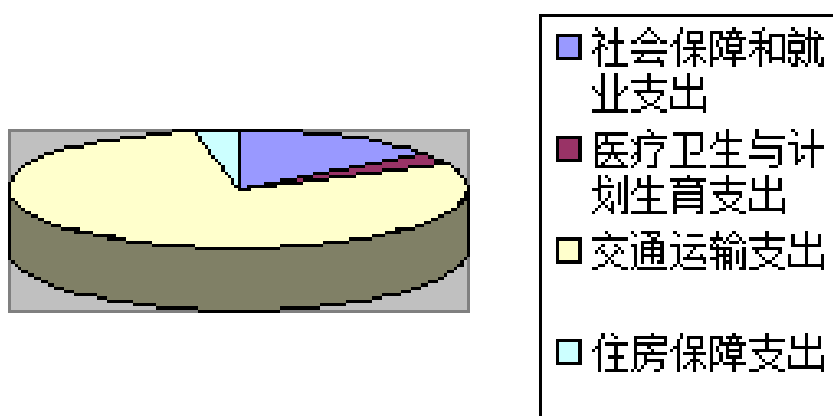 社会保障和就
业支出
医疗卫生与计
划生育支出
交通运输支出
住房保障支出